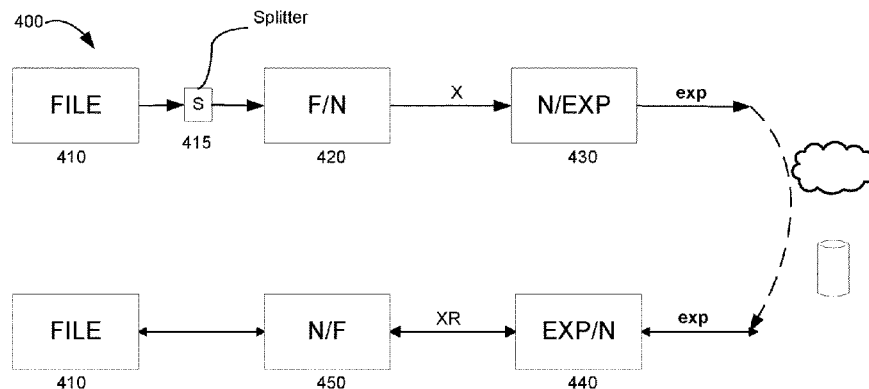 400
Splitter
FILE
S
F/N
X
N/EXP
exp
410
415
420
430
FILE
N/F
XR
EXP/N
exp
410
450
440